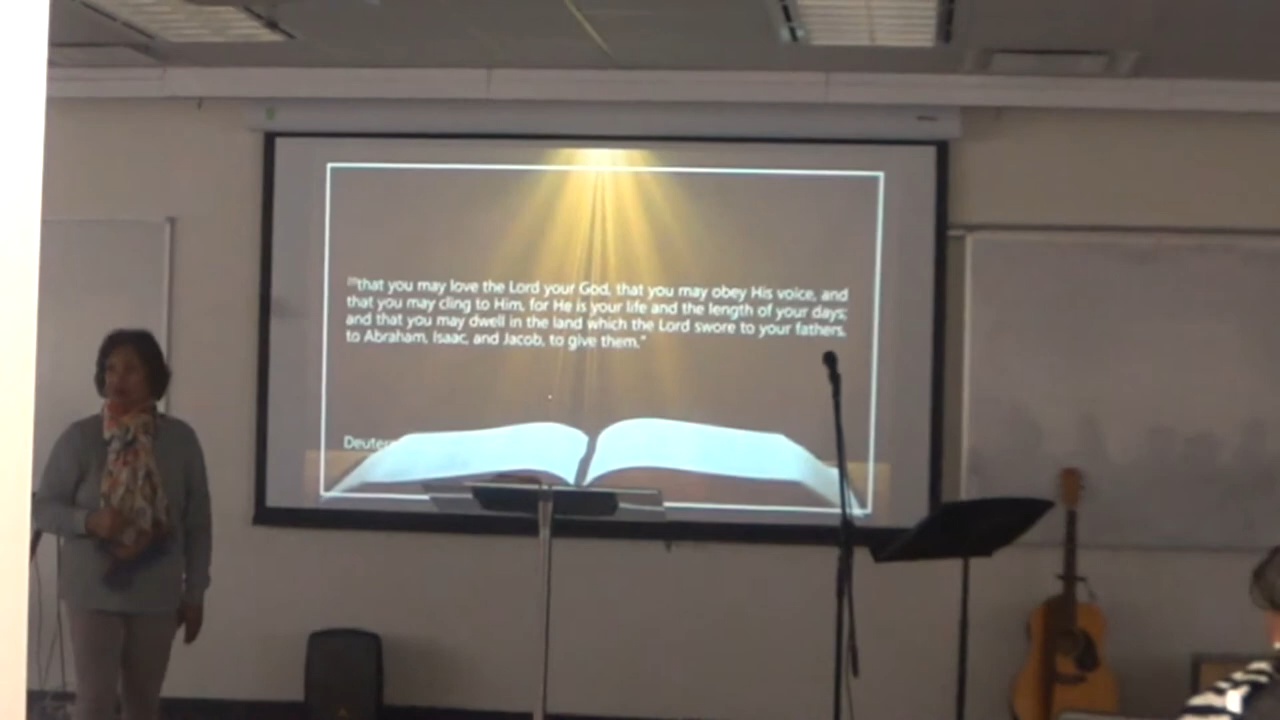 "that you may love the Lord your God, that you may obey His voice, and
that you may cling to Him, for He is your life and the length of your days;
and that you may dwell in the land which the Lord swore to your fathers,
to Abraham, Isaac, and Jacob, to give them."